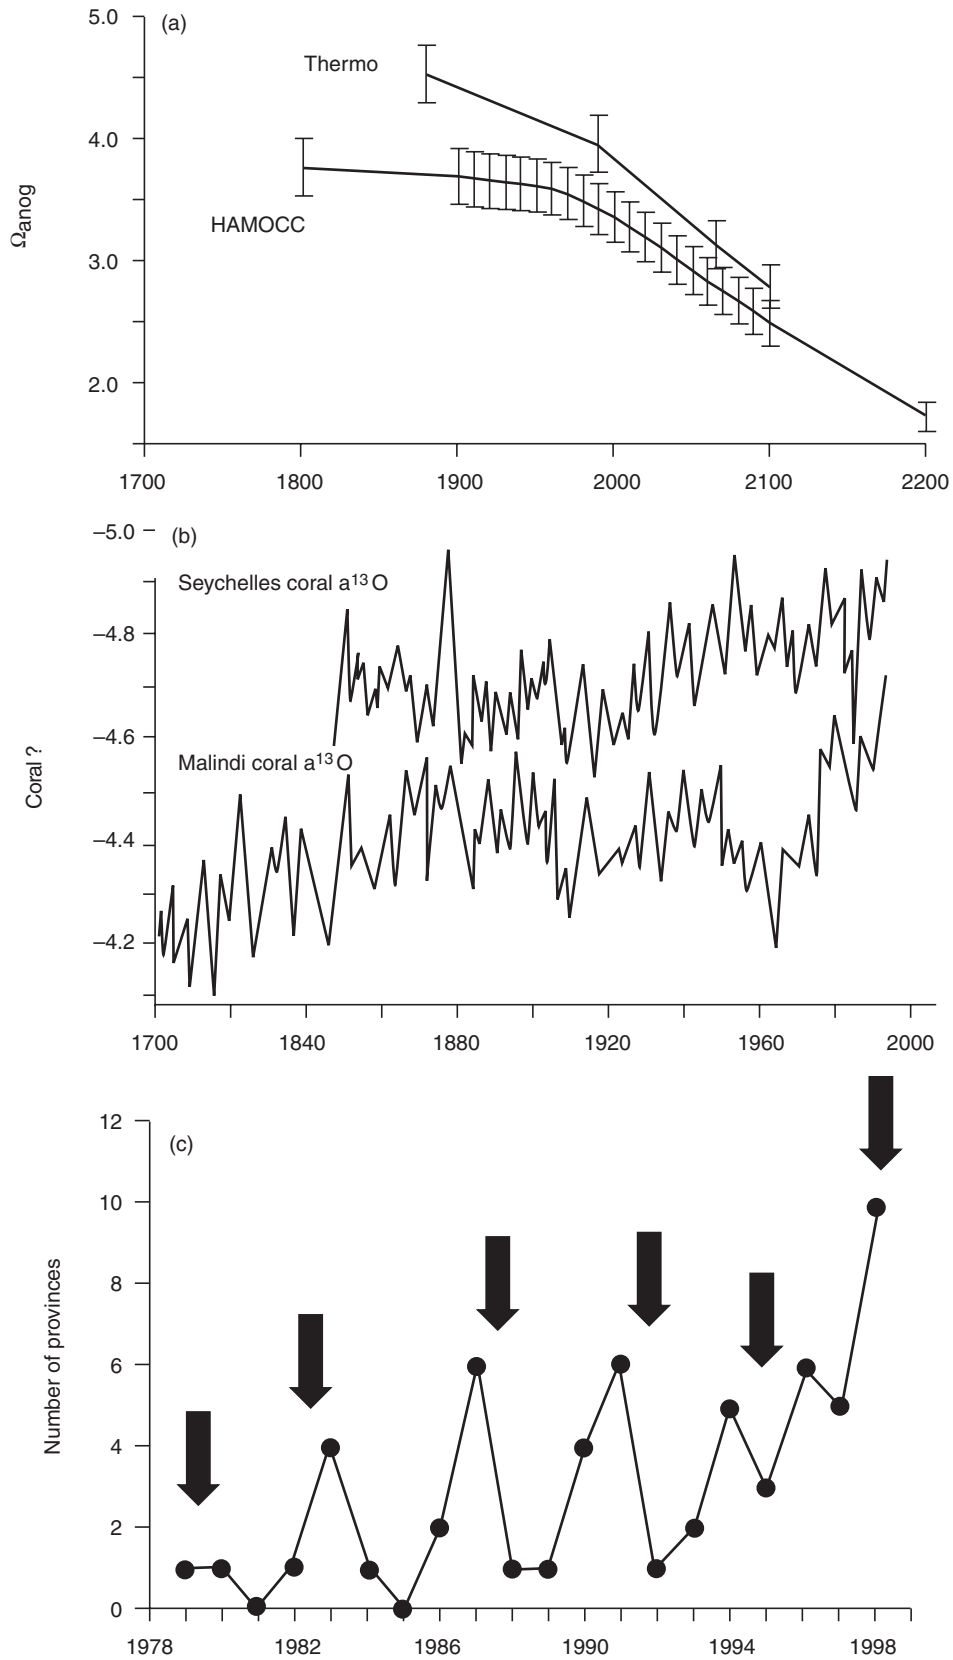 (a)
5.0
4.0
3.0
2.0
Ωanog
Thermo
HAMOCC
1700 1800 1900 2000 2100 2200
(b)
–5.0
–4.8
–4.6
–4.4
–4.2
Coral ?
Seychelles coral a¹³O
Malindi coral a¹³O
1700 1840 1880 1920 1960 2000
(c)
12
10
8
6
4
2
0
Number of provinces
1978 1982 1986 1990 1994 1998